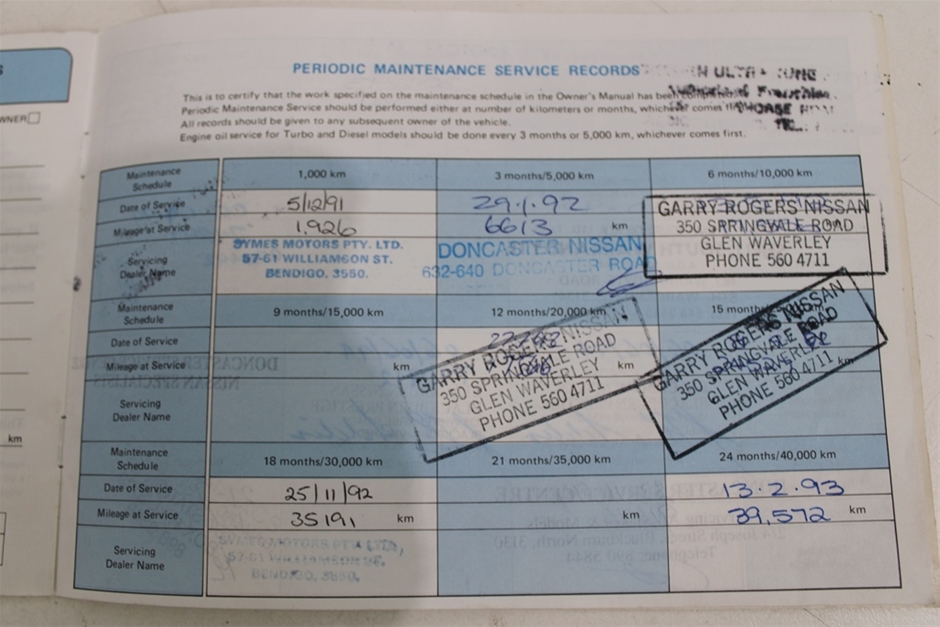 PERIODIC MAINTENANCE SERVICE RECORDS
This is to certify that the work specified on the maintenance schedule in the Owner's Manual has been
Periodic Maintenance Service should be performed either at number of kilometers or months, whichever comes
All records should be given to any subsequent owner of the vehicle.
Engine oil service for Turbo and Diesel models should be done every 3 months or 5,000 km, whichever comes first.
WNER
Maintenance Schedule 1,000 km 3 months/5,000 km 6 months/10,000 km
Date of Service 5/12/91 29.1.92
Mileage at Service 1,926 6613 km
Servicing Dealer Name
SYMES MOTORS PTY. LTD.
57-61 WILLIAMSON ST.
BENDIGO, 3550.
DONCASTER NISSAN
632-640 DONCASTER ROAD
GARRY ROGERS NISSAN
350 SPRINGVALE ROAD
GLEN WAVERLEY
PHONE 560 4711
Maintenance Schedule 9 months/15,000 km 12 months/20,000 km 15 months
Date of Service
Mileage at Service km km km
Servicing Dealer Name
GARRY ROGERS NISSAN
350 SPRINGVALE ROAD
GLEN WAVERLEY
PHONE 560 4711
GARRY ROGERS NISSAN
350 SPRINGVALE ROAD
GLEN WAVERLEY
PHONE 560 4711
km
Maintenance Schedule 18 months/30,000 km 21 months/35,000 km 24 months/40,000 km
Date of Service 25/11/92 13.2.93
Mileage at Service 35191 km km 39,572 km
Servicing Dealer Name
SYMES MOTORS PTY. LTD.
57-61 WILLIAMSON ST.
BENDIGO, 3550.